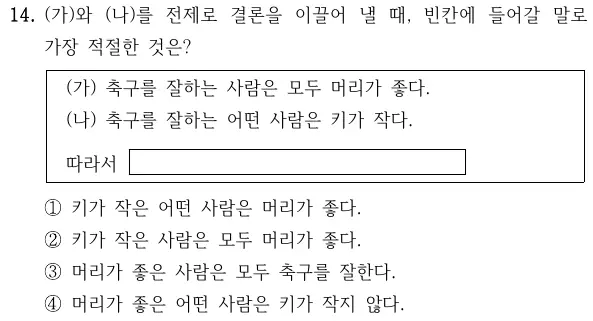 14. (가)와 (나)를 전제로 결론을 이끌어 낼 때, 빈칸에 들어갈 말로
가장 적절한 것은?
(가) 축구를 잘하는 사람은 모두 머리가 좋다.
(나) 축구를 잘하는 어떤 사람은 키가 작다.
따라서
① 키가 작은 어떤 사람은 머리가 좋다.
② 키가 작은 사람은 모두 머리가 좋다.
③ 머리가 좋은 사람은 모두 축구를 잘한다.
④ 머리가 좋은 어떤 사람은 키가 작지 않다.